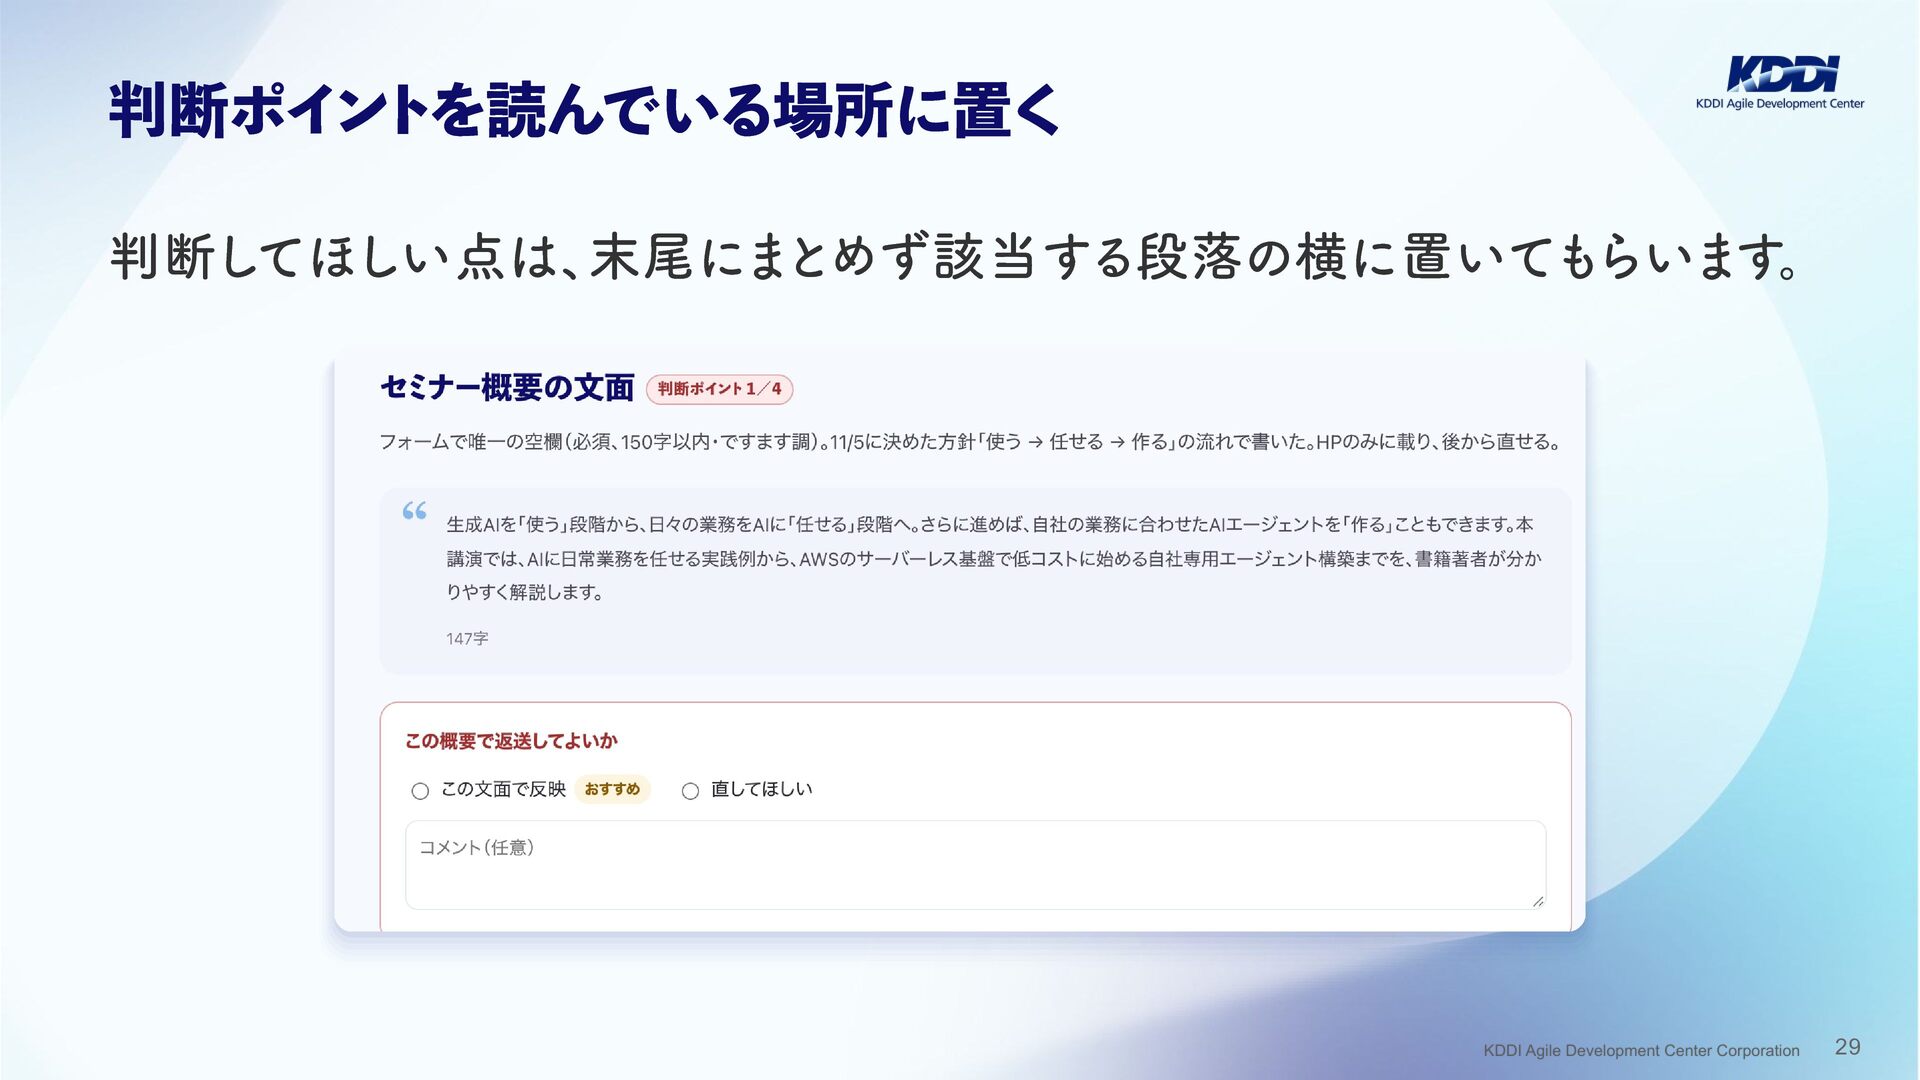 判断ポイントを読んでいる場所に置く
KDDI
KDDI Agile Development Center
判断してほしい点は、末尾にまとめず該当する段落の横に置いてもらいます。
セミナー概要の文面 判断ポイント1／4
フォームで唯一の空欄（必須、150字以内・ですます調）。11/5に決めた方針「使う → 任せる → 作る」の流れで書いた。HPのみに載り、後から直せる。
“
生成AIを「使う」段階から、日々の業務をAIに「任せる」段階へ。さらに進めば、自社の業務に合わせたAIエージェントを「作る」こともできます。本
講演では、AIに日常業務を任せる実践例から、AWSのサーバーレス基盤で低コストに始める自社専用エージェント構築までを、書籍著者が分か
りやすく解説します。
147字
この概要で返送してよいか
この文面で反映 おすすめ 直してほしい
コメント（任意）
KDDI Agile Development Center Corporation 29